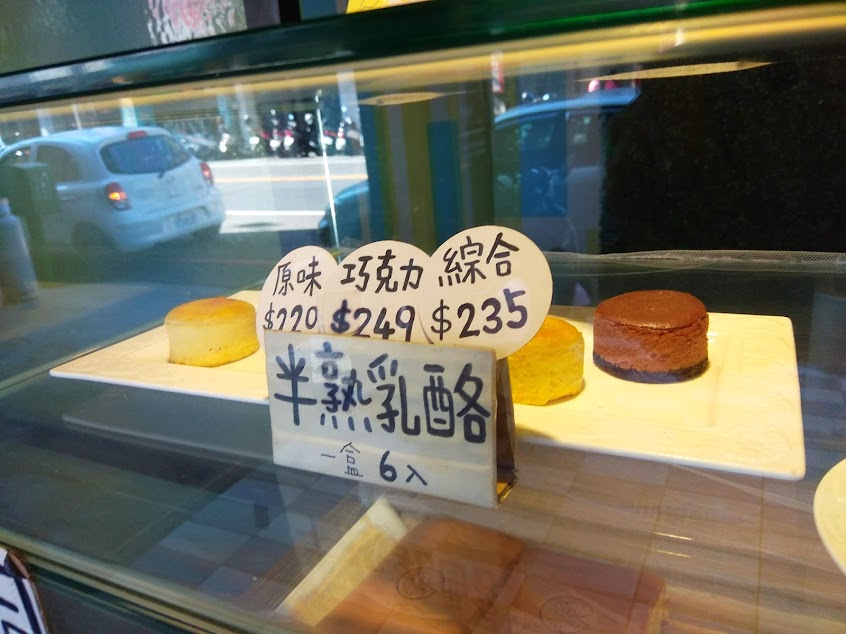 原味
$220
巧克力
$249
綜合
$235
半熟乳酪
一盒 6入